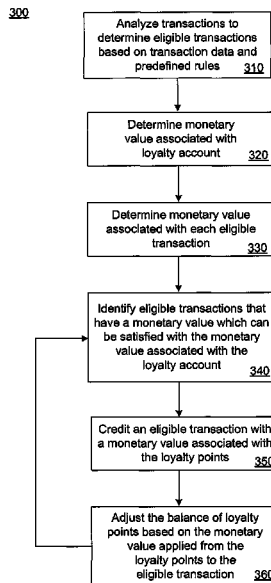 300
Analyze transactions to
determine eligible transactions
based on transaction data and
predefined rules
310
Determine monetary
value associated with
loyalty account
320
Determine monetary value
associated with each eligible
transaction
330
Identify eligible transactions that
have a monetary value which can
be satisfied with the monetary
value associated with the
loyalty account
340
Credit an eligible transaction with
a monetary value associated with
the loyalty points
350
Adjust the balance of loyalty
points based on the monetary
value applied from the
loyalty points to the
eligible transaction
360